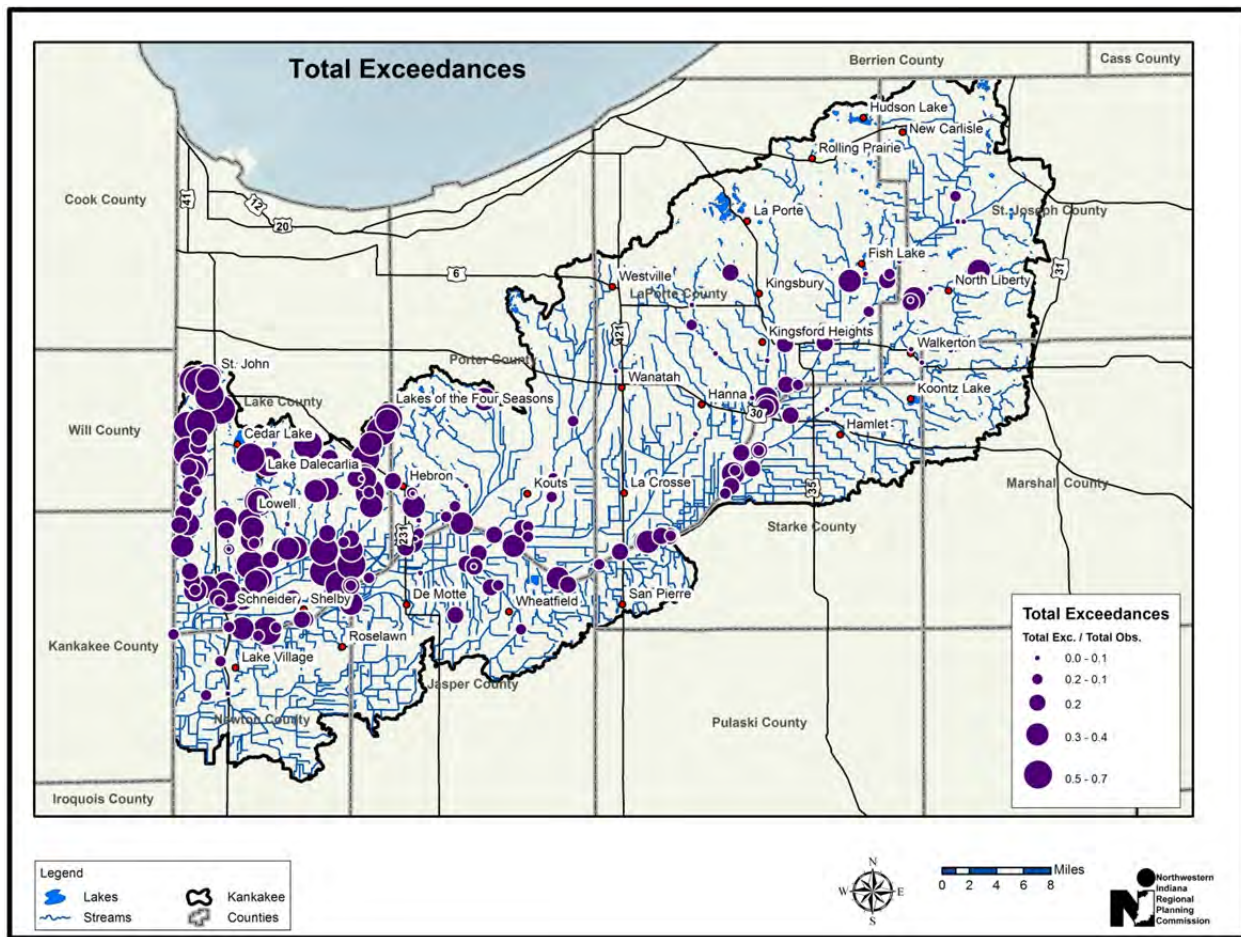 Total Exceedances
Berrien County
Cass County
Hudson Lake
New Carlisle
Rolling Prairie
Cook County
41
12
20
La Porte
St. Joseph County
Fish Lake
6
Westville
31
LaPorte County
Kingsbury
North Liberty
421
Kingsford Heights
Porter County
Walkerton
St. John
Wanatah
Koontz Lake
Lake County
Lakes of the Four Seasons
Hanna
30
Will County
Cedar Lake
Hamlet
Lake Dalecarlia
Hebron
Kouts
La Crosse
35
Marshall County
Lowell
Starke County
231
Schneider
Shelby
De Motte
Wheatfield
San Pierre
Kankakee County
Roselawn
Lake Village
Jasper County
Newton County
Pulaski County
Iroquois County
Total Exceedances
Total Exc. / Total Obs.
0.0 - 0.1
0.2 - 0.1
0.2
0.3 - 0.4
0.5 - 0.7
Legend
Lakes
Kankakee
Streams
Counties
N
W
E
S
Miles
0 2 4 6 8
Northwestern
Indiana
Regional
Planning
Commission